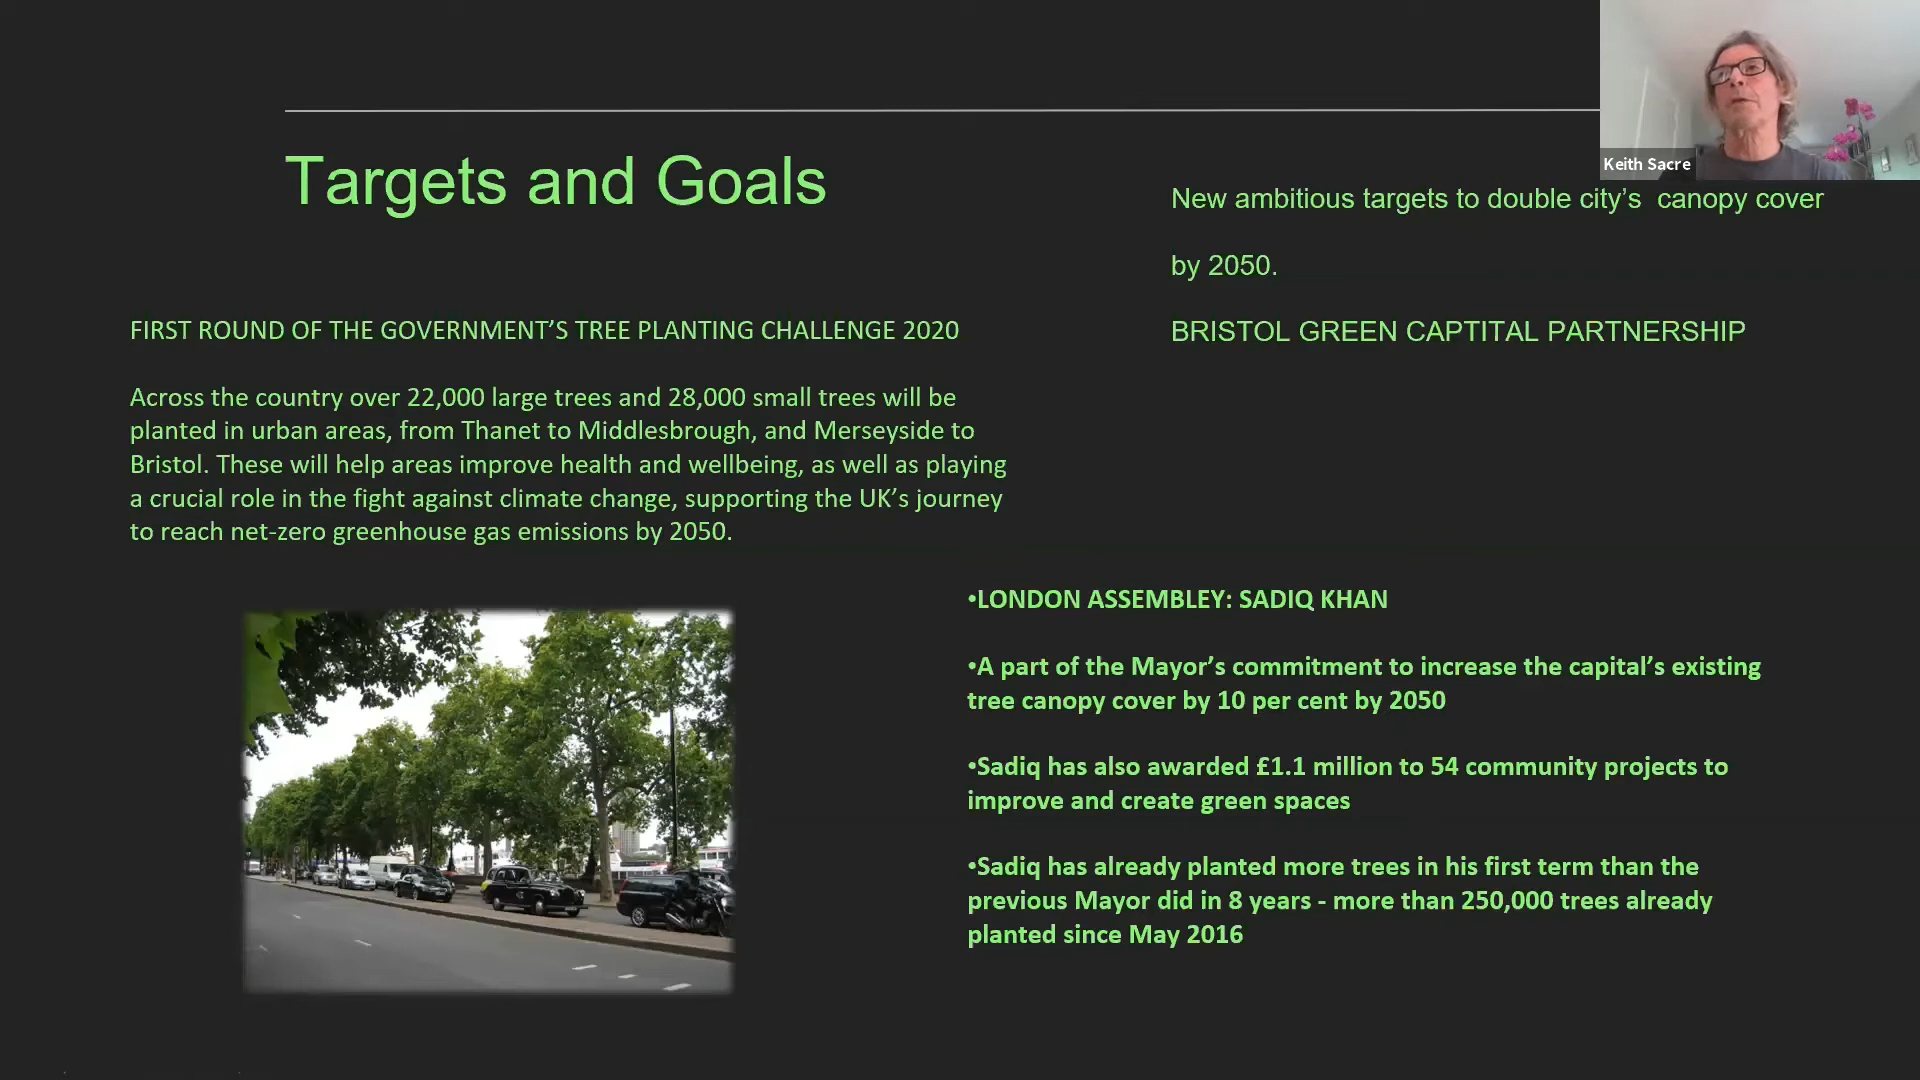 Keith Sacre
Targets and Goals
New ambitious targets to double city’s  canopy cover
by 2050.
BRISTOL GREEN CAPTITAL PARTNERSHIP
FIRST ROUND OF THE GOVERNMENT’S TREE PLANTING CHALLENGE 2020
Across the country over 22,000 large trees and 28,000 small trees will be
planted in urban areas, from Thanet to Middlesbrough, and Merseyside to
Bristol. These will help areas improve health and wellbeing, as well as playing
a crucial role in the fight against climate change, supporting the UK’s journey
to reach net-zero greenhouse gas emissions by 2050.
•LONDON ASSEMBLEY: SADIQ KHAN
•A part of the Mayor’s commitment to increase the capital’s existing
tree canopy cover by 10 per cent by 2050
•Sadiq has also awarded £1.1 million to 54 community projects to
improve and create green spaces
•Sadiq has already planted more trees in his first term than the
previous Mayor did in 8 years - more than 250,000 trees already
planted since May 2016